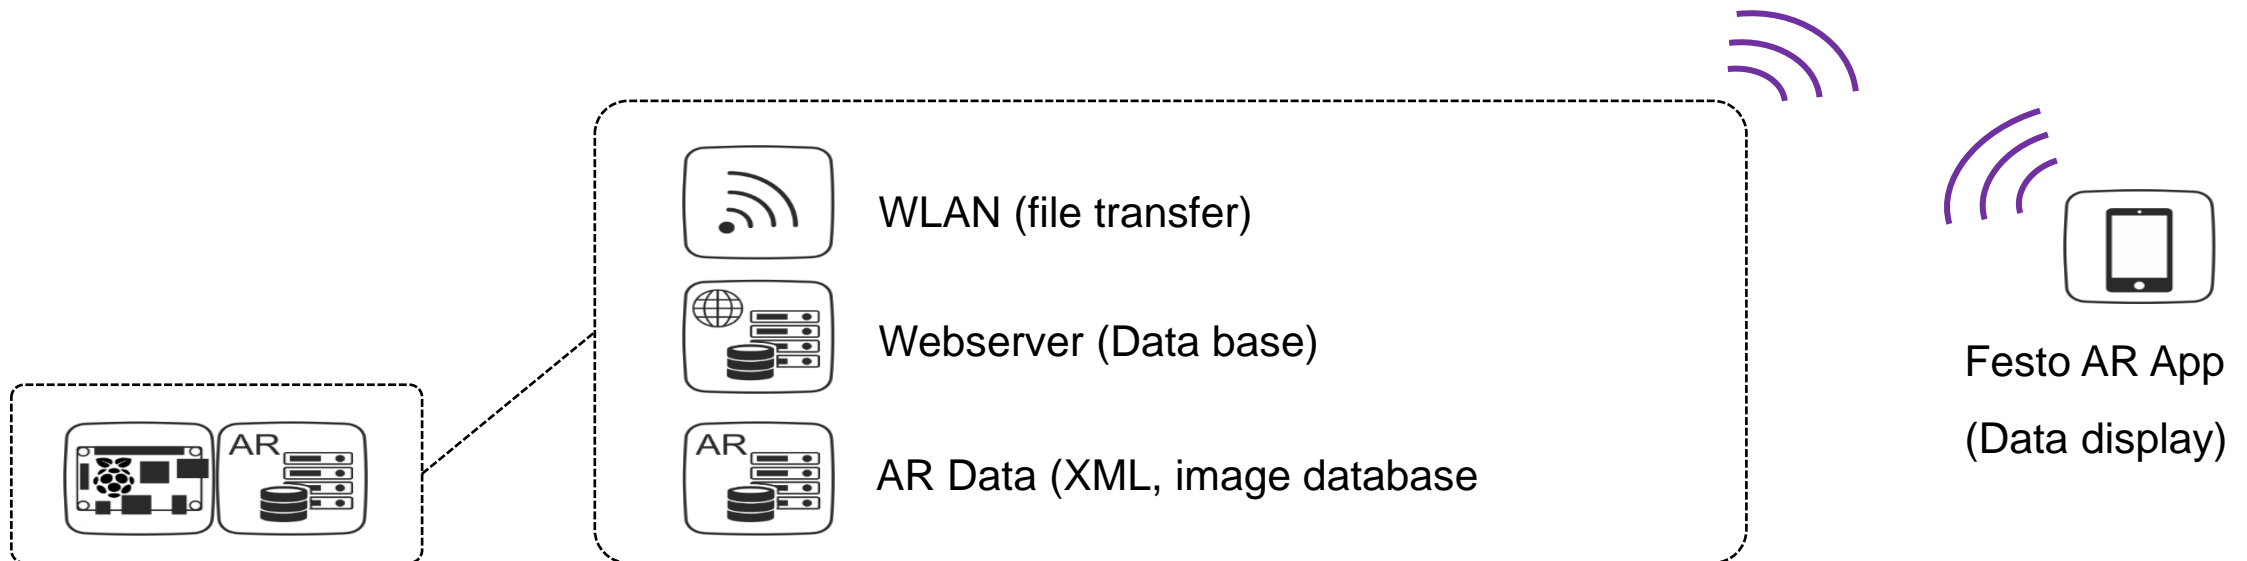 WLAN (file transfer)
Webserver (Data base)
AR
AR Data (XML, image database
AR
Festo AR App
(Data display)